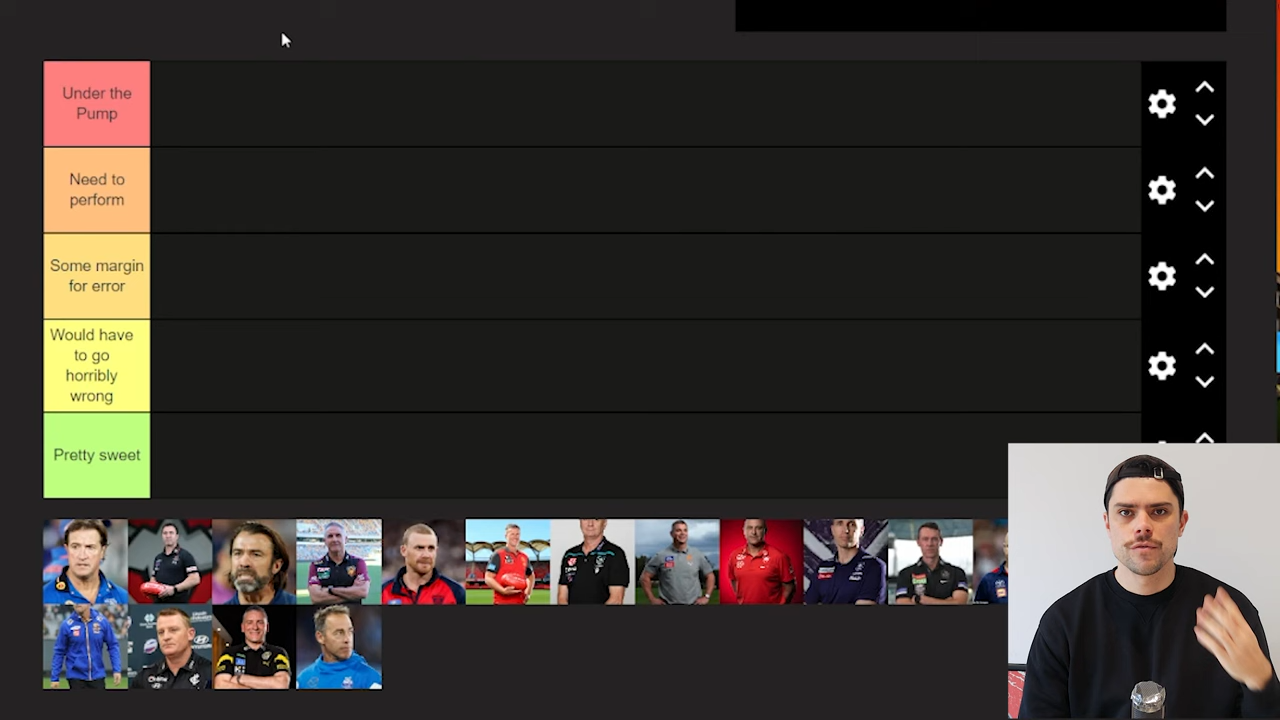 Under the
Pump
Need to
perform
Some margin
for error
Would have
to go
horribly
wrong
Pretty sweet